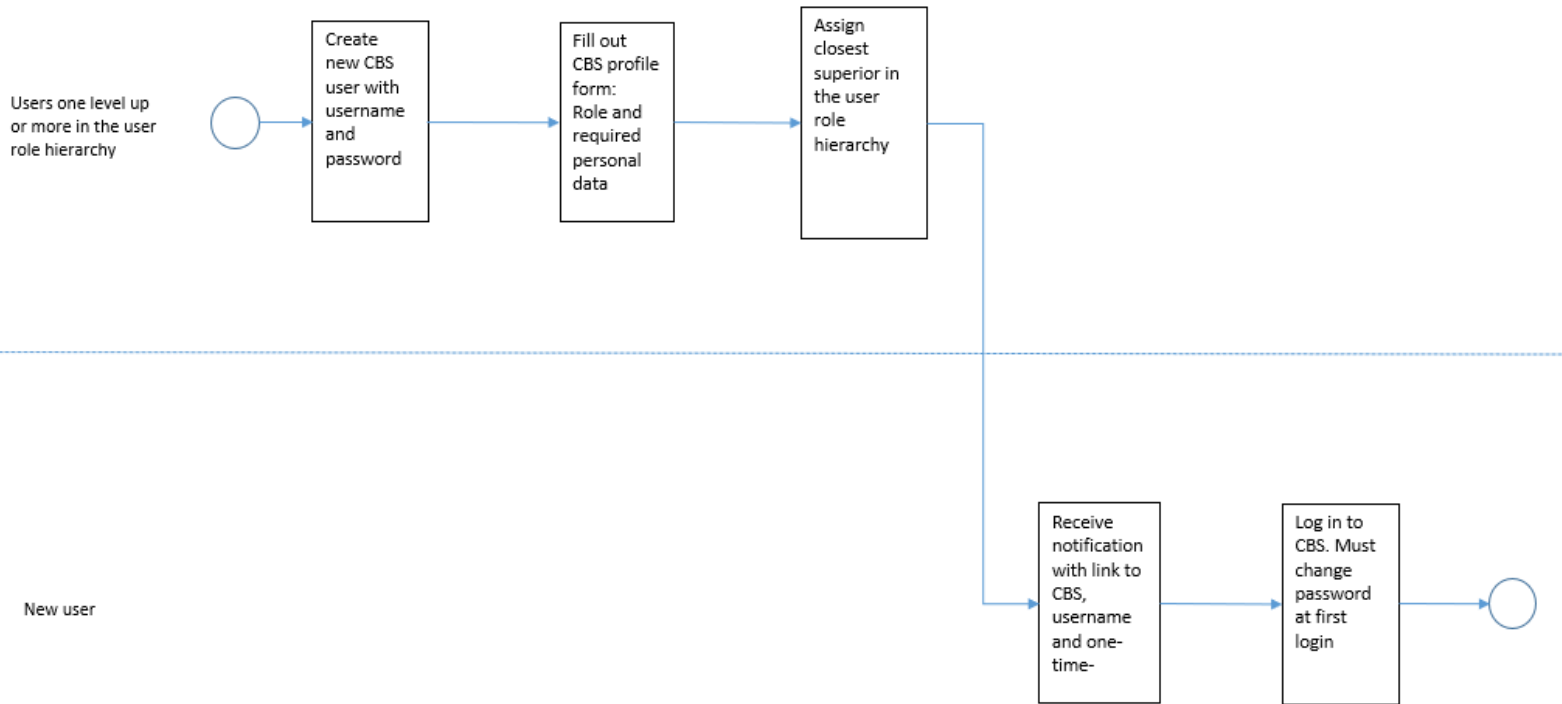 Users one level up
or more in the user
role hierarchy
Create
new CBS
user with
username
and
password
Fill out
CBS profile
form:
Role and
required
personal
data
Assign
closest
superior in
the user
role
hierarchy
New user
Receive
notification
with link to
CBS,
username
and one-
time-
Log in to
CBS. Must
change
password
at first
login